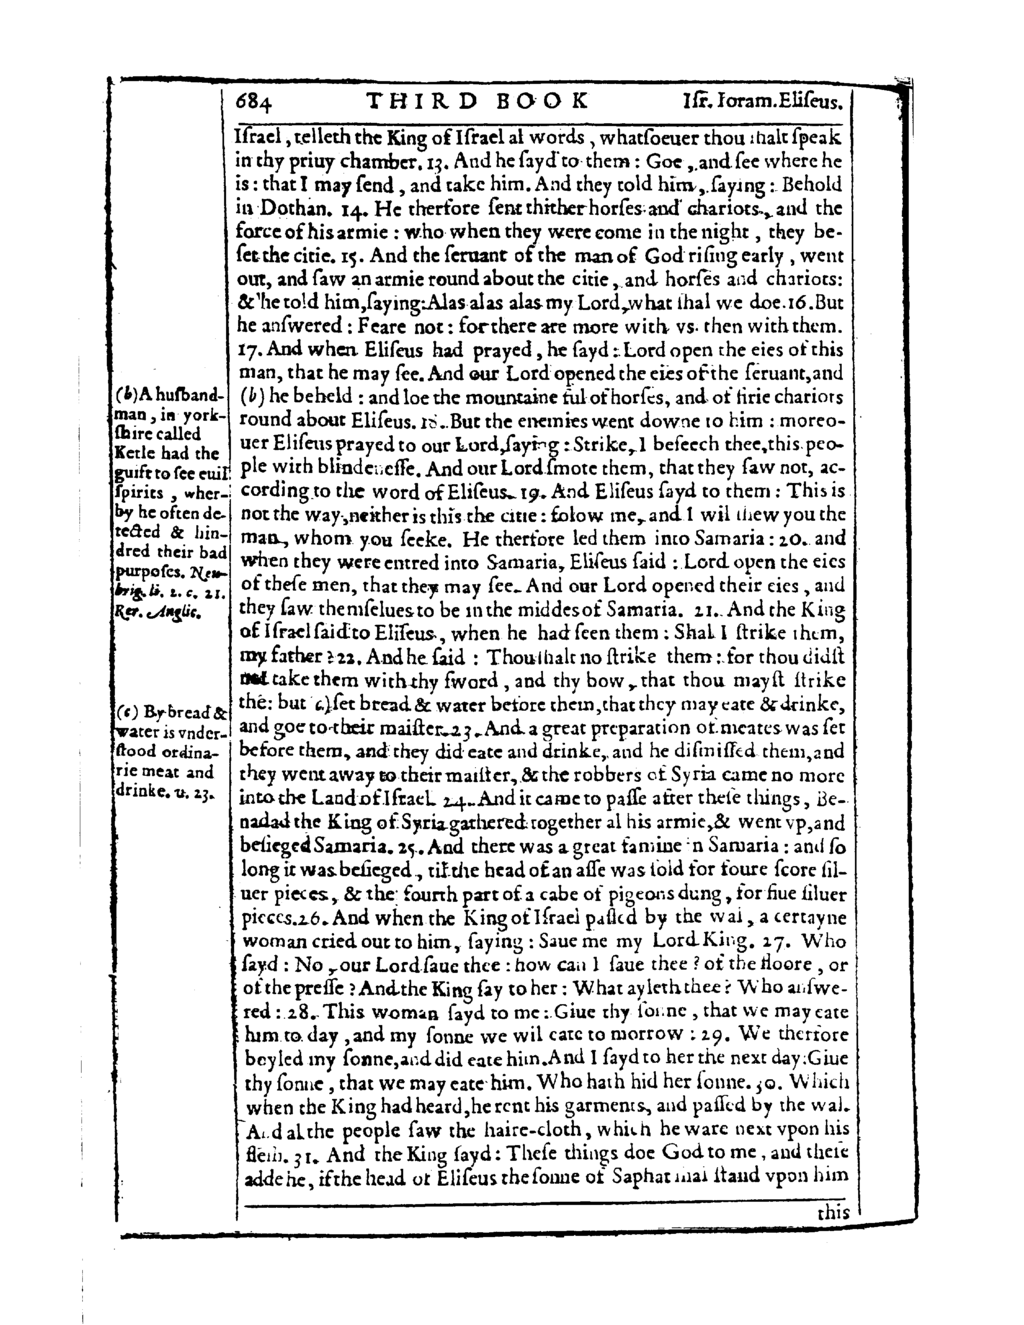 684 THIRD BOOK Iſr. Ioram. Eliſeus.
Iſrael, telleth the King of Iſrael al words, whatſoeuer thou ſhalt ſpeak
in thy priuy chamber. 13. And he ſayd to them: Goe, and ſee where he
is: that I may ſend, and take him. And they told him, ſaying: Behold
in Dothan. 14. He therfore ſent thither horſes and chariots, and the
force of his armie: who when they were come in the night, they be-
ſet the citie. 15. And the ſeruant of the man of God riſing early, went
out, and ſaw an armie round about the citie, and horſes and chariots:
& he told him, ſaying: Alas alas alas my Lord, what ſhal we doe. 16. But
he anſwered: Feare not: for there are more with vs then with them.
17. And when Eliſeus had prayed, he ſayd: Lord open the eies of this
man, that he may ſee. And our Lord opened the eies of the ſeruant, and
(b) he beheld: and loe the mountaine ful of horſes, and of firie chariots
round about Eliſeus. 18. But the enemies went downe to him: moreo-
uer Eliſeus prayed to our Lord, ſaying: Strike, I beſeech thee, this peo-
ple with blindeneſſe. And our Lord ſmote them, that they ſaw not, ac-
cording to the word of Eliſeus. 19. And Eliſeus ſayd to them: This is
not the way, neither is this the citie: folow me, and I wil ſhew you the
man, whom you ſeeke. He therfore led them into Samaria: 20. and
when they were entred into Samaria, Eliſeus ſaid: Lord open the eies
of theſe men, that they may ſee. And our Lord opened their eies, and
they ſaw themſelues to be in the middes of Samaria. 21. And the King
of Iſrael ſaid to Eliſeus, when he had ſeen them: Shal I ſtrike them,
my father? 22. And he ſaid: Thou ſhalt no ſtrike them: for thou didſt
not take them with thy ſword, and thy bow, that thou mayſt ſtrike
the: but (c) ſet bread & water before them, that they may eate & drinke,
and goe to their maiſter. 23. And a great preparation of meates was ſet
before them, and they did eate and drinke, and he diſmiſſed them, and
they went away to their maiſter, & the robbers of Syria came no more
into the Land of Iſrael. 24. And it came to paſſe after theſe things, Be-
nadad the King of Syria gathered together al his armie, & went vp, and
beſieged Samaria. 25. And there was a great famine in Samaria: and ſo
long it was beſieged, til the head of an aſſe was ſold for foure ſcore ſil-
uer pieces, & the fourth part of a cabe of pigeons dung, for fiue ſiluer
pieces. 26. And when the King of Iſrael paſſed by the wal, a certayne
woman cried out to him, ſaying: Saue me my Lord King. 27. Who
ſayd: No, our Lord ſaue thee: how can I ſaue thee? of the floore, or
of the preſſe? And the King ſay to her: What ayleth thee? Who anſwe-
red: 28. This woman ſayd to me: Giue thy ſonne, that we may eate
him to day, and my ſonne we wil eate to morrow: 29. We therfore
boyled my ſonne, and did eate him. And I ſayd to her the next day: Giue
thy ſonne, that we may eate him. Who hath hid her ſonne. 30. Which
when the King had heard, he rent his garments, and paſſed by the wal.
And al the people ſaw the haire-cloth, which he ware next vpon his
fleſh. 31. And the King ſayd: Theſe things doe God to me, and theſe
adde he, if the head of Eliſeus the ſonne of Saphat ſhal ſtand vpon him
this
(b) A huſband-
man, in york-
ſhire called
Ketle had the
guift to ſee euil
ſpirits, wher-
by he often de-
tected & hin-
dred their bad
purpoſes. New-
brig. li. 2. c. 21.
Rer. Anglic.
(c) By bread &
water is vnder-
ſtood ordina-
rie meat and
drinke. v. 23.